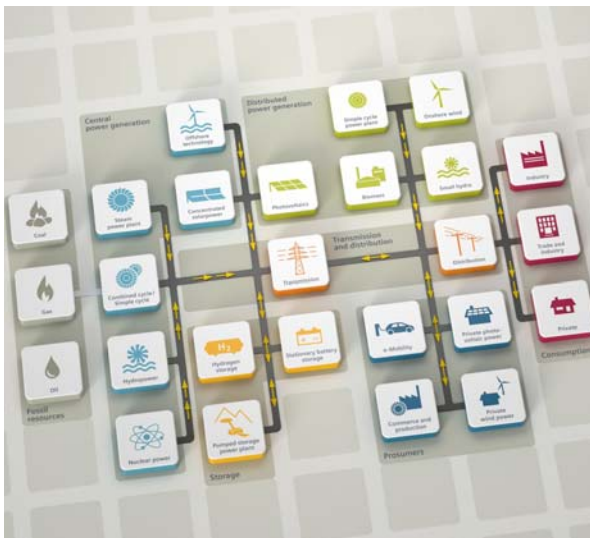 Central
power generation
Distributed
power generation
Offshore
technology
Simple cycle
power plant
Onshore wind
Coal
Steam
power plant
Concentrated
solarpower
Photovoltaics
Biomass
Small hydro
Industry
Transmission
and distribution
Gas
Combined cycle/
Simple cycle
Transmission
Distribution
Trade and
industry
Oil
Hydropower
H2
Hydrogen
storage
Stationary battery
storage
e-Mobility
Private photo-
voltaic power
Private
Consumption
Fossil
resources
Nuclear power
Pumped storage
power plant
Storage
Commerce and
production
Private
wind power
Prosumers